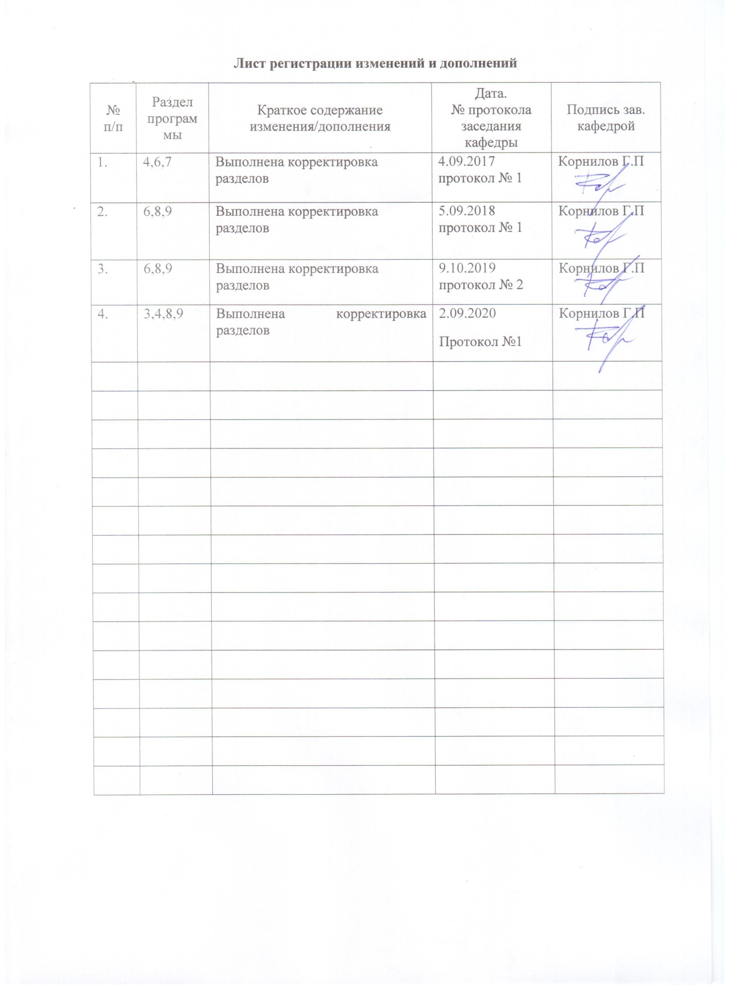 Лист регистрации изменений и дополнений
№
п/п
Раздел
програм
мы
Краткое содержание
изменения/дополнения
Дата.
№ протокола
заседания
кафедры
Подпись зав.
кафедрой
1.
4,6,7
Выполнена корректировка
разделов
4.09.2017
протокол № 1
Корнилов Г.П
2.
6,8,9
Выполнена корректировка
разделов
5.09.2018
протокол № 1
Корнилов Г.П
3.
6,8,9
Выполнена корректировка
разделов
9.10.2019
протокол № 2
Корнилов Г.П
4.
3,4,8,9
Выполнена корректировка
разделов
2.09.2020
Протокол №1
Корнилов Г.П